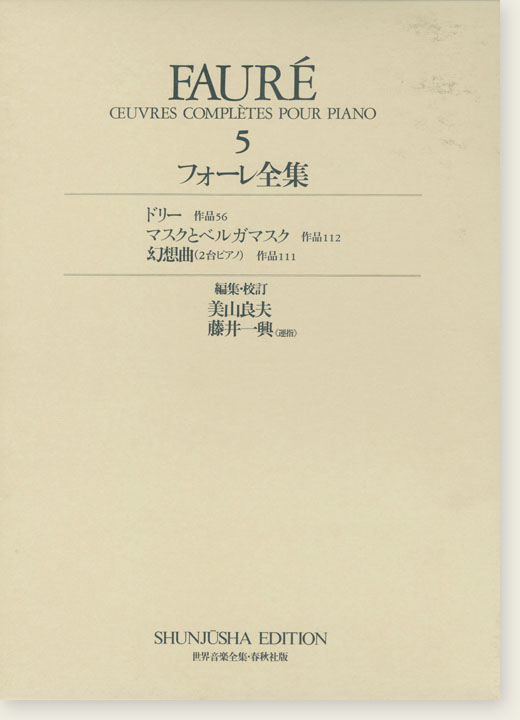 FAURÉ
ŒUVRES COMPLÈTES POUR PIANO
5
フォーレ全集
ドリー 作品56
マスクとベルガマスク 作品112
幻想曲(2台ピアノ) 作品111
編集・校訂
美山良夫
藤井一興〈運指〉
SHUNJŪSHA EDITION
世界音楽全集・春秋社版